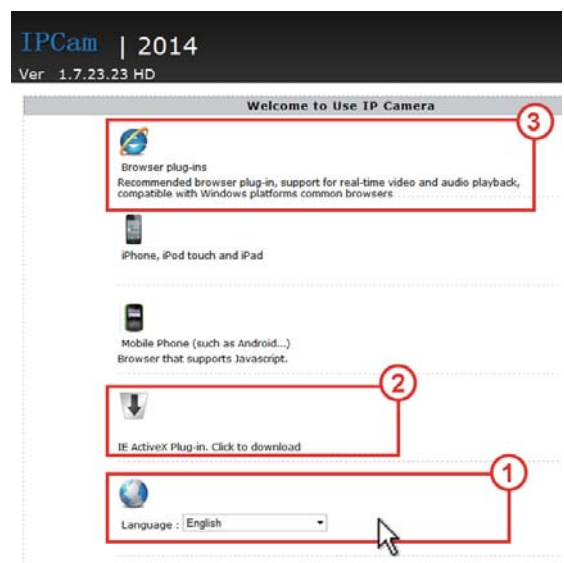 IPCam | 2014
Ver 1.7.23.23 HD
Welcome to Use IP Camera
3
Browser plug-ins
Recommended browser plug-in, support for real-time video and audio playback,
compatible with Windows platforms common browsers
iPhone, iPod touch and iPad
Mobile Phone (such as Android...)
Browser that supports Javascript.
2
IE ActiveX Plug-in. Click to download
1
Language : English